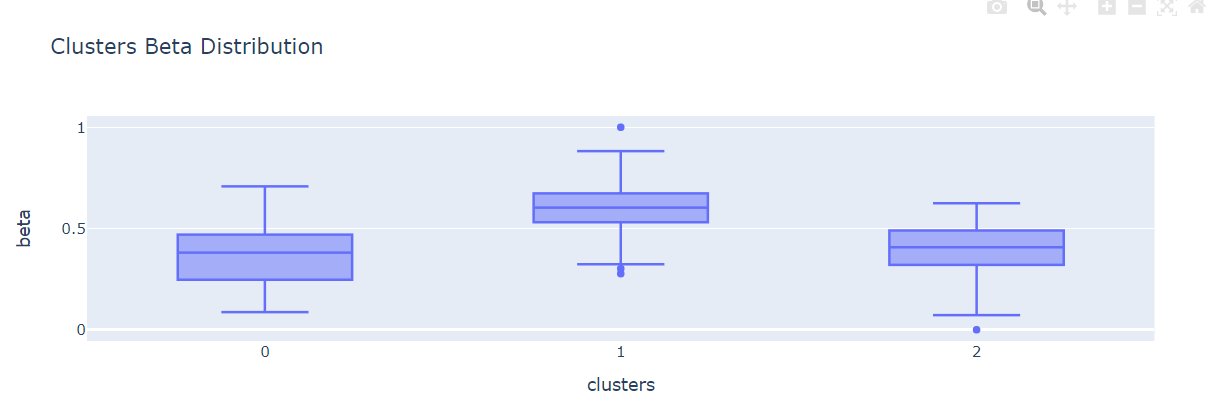 Clusters Beta Distribution
1
0.5
0
beta
0 1 2
clusters